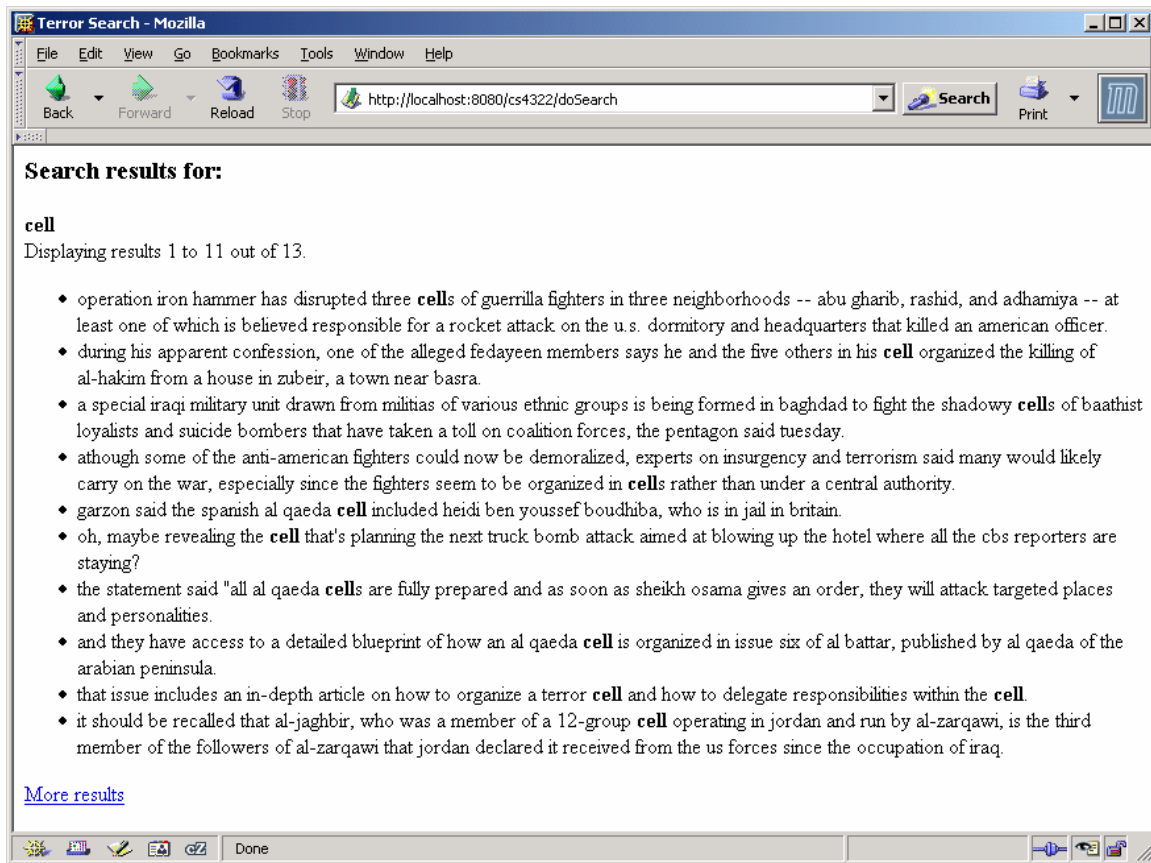 Terror Search - Mozilla
File Edit View Go Bookmarks Tools Window Help
Back Forward Reload Stop http://localhost:8080/cs4322/doSearch Search Print
Search results for:
cell
Displaying results 1 to 11 out of 13.
operation iron hammer has disrupted three cells of guerrilla fighters in three neighborhoods -- abu gharib, rashid, and adhamiya -- at
least one of which is believed responsible for a rocket attack on the u.s. dormitory and headquarters that killed an american officer.
during his apparent confession, one of the alleged fedayeen members says he and the five others in his cell organized the killing of
al-hakim from a house in zubeir, a town near basra.
a special iraqi military unit drawn from militias of various ethnic groups is being formed in baghdad to fight the shadowy cells of baathist
loyalists and suicide bombers that have taken a toll on coalition forces, the pentagon said tuesday.
athough some of the anti-american fighters could now be demoralized, experts on insurgency and terrorism said many would likely
carry on the war, especially since the fighters seem to be organized in cells rather than under a central authority.
garzon said the spanish al qaeda cell included heidi ben youssef boudhiba, who is in jail in britain.
oh, maybe revealing the cell that's planning the next truck bomb attack aimed at blowing up the hotel where all the cbs reporters are
staying?
the statement said "all al qaeda cells are fully prepared and as soon as sheikh osama gives an order, they will attack targeted places
and personalities.
and they have access to a detailed blueprint of how an al qaeda cell is organized in issue six of al battar, published by al qaeda of the
arabian peninsula.
that issue includes an in-depth article on how to organize a terror cell and how to delegate responsibilities within the cell.
it should be recalled that al-jaghbir, who was a member of a 12-group cell operating in jordan and run by al-zarqawi, is the third
member of the followers of al-zarqawi that jordan declared it received from the us forces since the occupation of iraq.
More results
Done